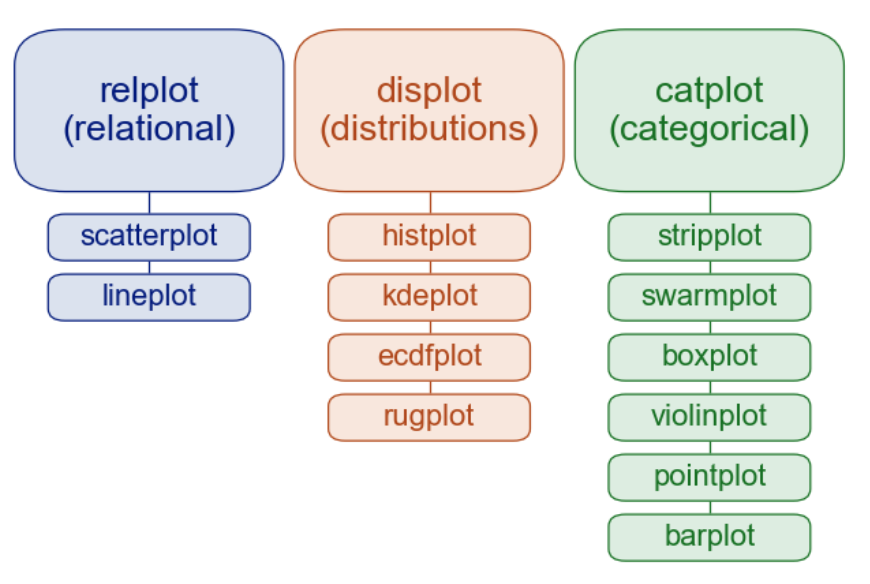 relplot
(relational)
scatterplot
lineplot
displot
(distributions)
histplot
kdeplot
ecdfplot
rugplot
catplot
(categorical)
stripplot
swarmplot
boxplot
violinplot
pointplot
barplot